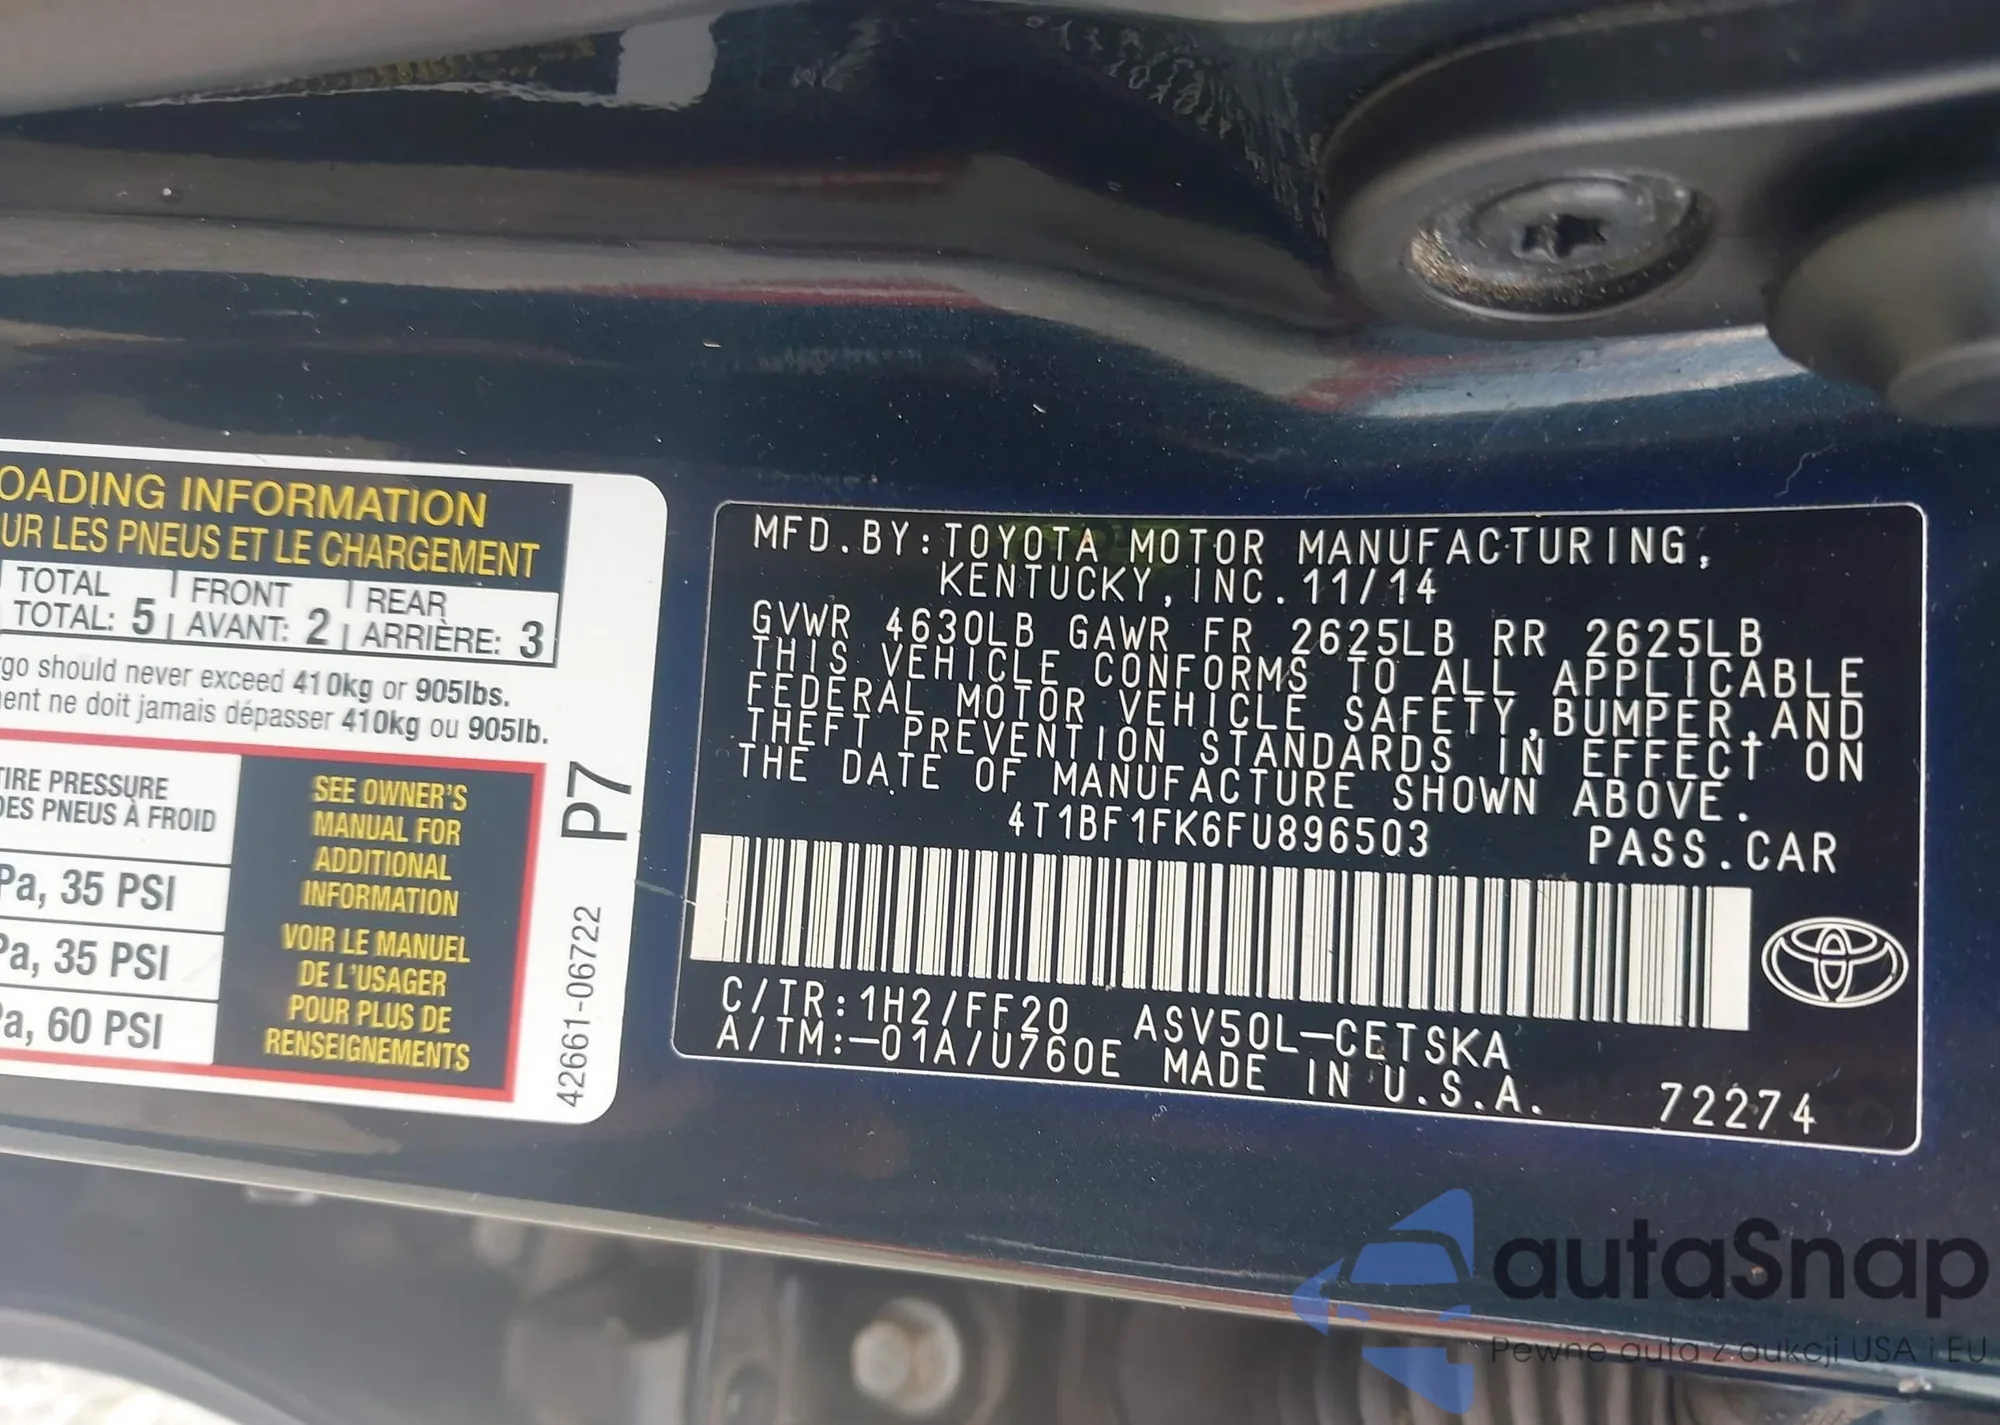 OADING INFORMATION
UR LES PNEUS ET LE CHARGEMENT
TOTAL FRONT REAR
TOTAL: 5 AVANT: 2 ARRIÈRE: 3
rgo should never exceed 410kg or 905lbs.
ent ne doit jamais dépasser 410kg ou 905lb.
TIRE PRESSURE
DES PNEUS À FROID
Pa, 35 PSI
Pa, 35 PSI
Pa, 60 PSI
SEE OWNER'S
MANUAL FOR
ADDITIONAL
INFORMATION
VOIR LE MANUEL
DE L'USAGER
POUR PLUS DE
RENSEIGNEMENTS
P7
42661-06722
MFD.BY:TOYOTA MOTOR MANUFACTURING,
KENTUCKY,INC.11/14
GVWR 4630LB GAWR FR 2625LB RR 2625LB
THIS VEHICLE CONFORMS TO ALL APPLICABLE
FEDERAL MOTOR VEHICLE SAFETY,BUMPER,AND
THEFT PREVENTION STANDARDS IN EFFECT ON
THE DATE OF MANUFACTURE SHOWN ABOVE.
4T1BF1FK6FU896503 PASS.CAR
C/TR:1H2/FF20 ASV50L-CETSKA
A/TM:-01A/U760E MADE IN U.S.A. 72274
autaSnap
Pewne auta z aukcji USA i EU